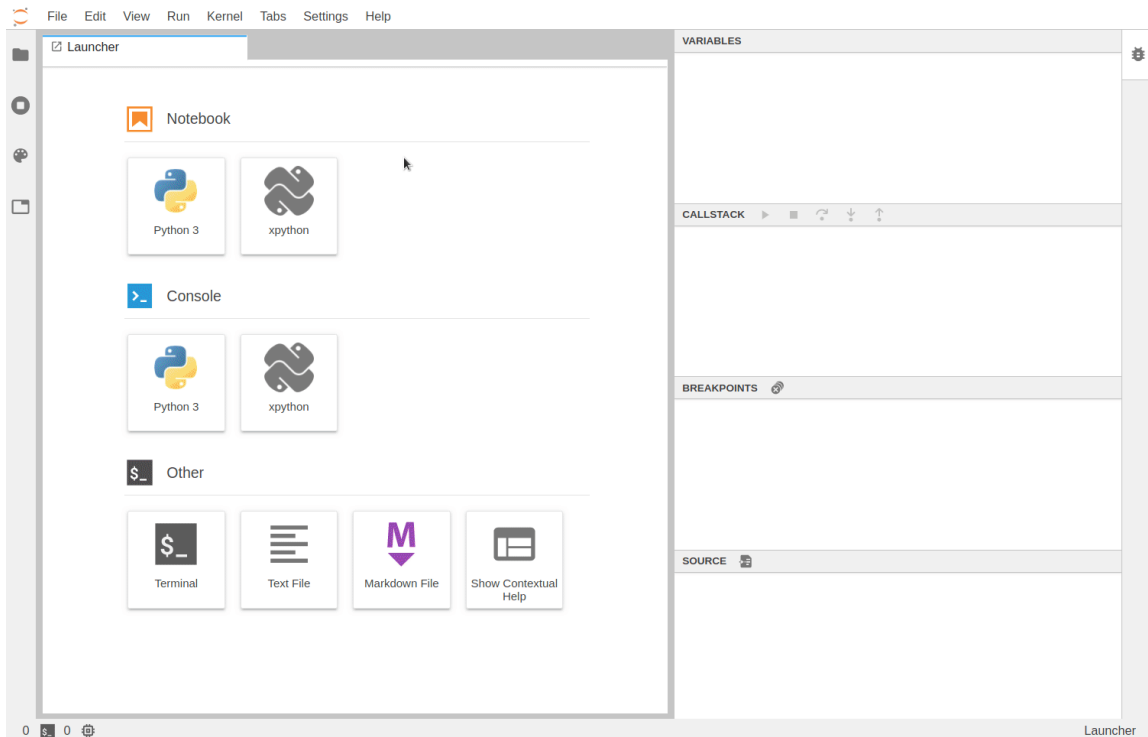 File Edit View Run Kernel Tabs Settings Help
Launcher
Notebook
Python 3 xpython
Console
>_
Python 3 xpython
$_ Other
$_ M
Terminal Text File Markdown File Show Contextual
Help
VARIABLES
CALLSTACK
BREAKPOINTS
SOURCE
0 $_ 0 Launcher